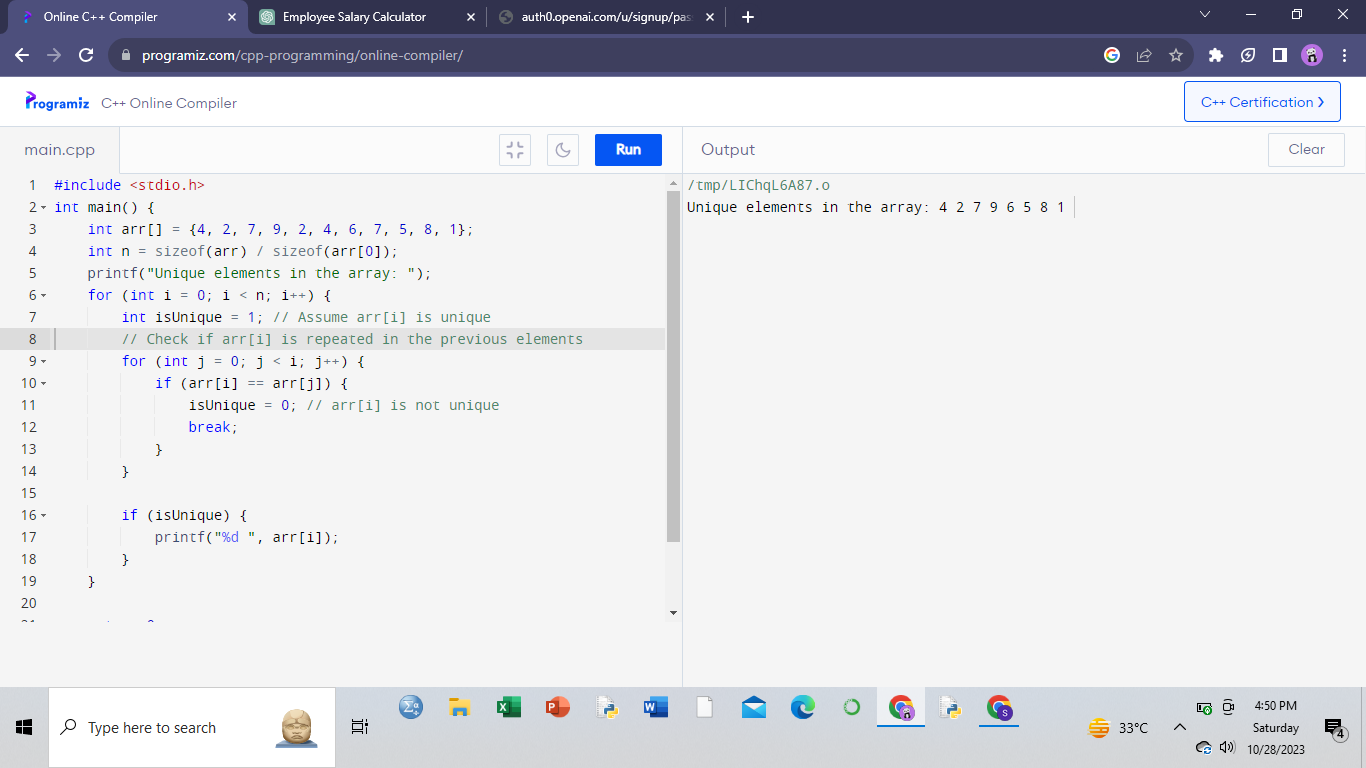 Online C++ Compiler
Employee Salary Calculator
auth0.openai.com/u/signup/pas
programiz.com/cpp-programming/online-compiler/
Programiz C++ Online Compiler
C++ Certification
main.cpp
Run
Output
Clear
1 #include <stdio.h>
2 int main() {
3 int arr[] = {4, 2, 7, 9, 2, 4, 6, 7, 5, 8, 1};
4 int n = sizeof(arr) / sizeof(arr[0]);
5 printf("Unique elements in the array: ");
6 for (int i = 0; i < n; i++) {
7 int isUnique = 1; // Assume arr[i] is unique
8 // Check if arr[i] is repeated in the previous elements
9 for (int j = 0; j < i; j++) {
10 if (arr[i] == arr[j]) {
11 isUnique = 0; // arr[i] is not unique
12 break;
13 }
14 }
15
16 if (isUnique) {
17 printf("%d ", arr[i]);
18 }
19 }
20
/tmp/LIChqL6A87.o
Unique elements in the array: 4 2 7 9 6 5 8 1
Type here to search
33°C
4:50 PM
Saturday
10/28/2023
4